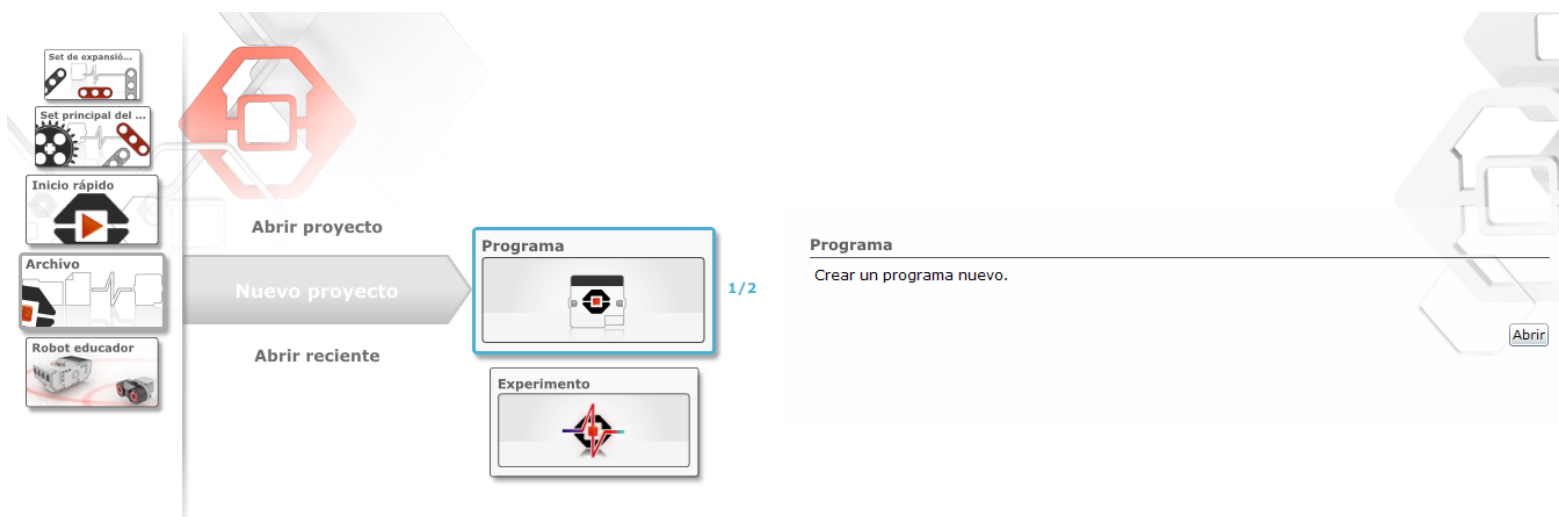 Set de expansió...
Set principal del ...
Inicio rápido
Archivo
Robot educador
Abrir proyecto
Nuevo proyecto
Abrir reciente
Programa
1/2
Experimento
Programa
Crear un programa nuevo.
Abrir